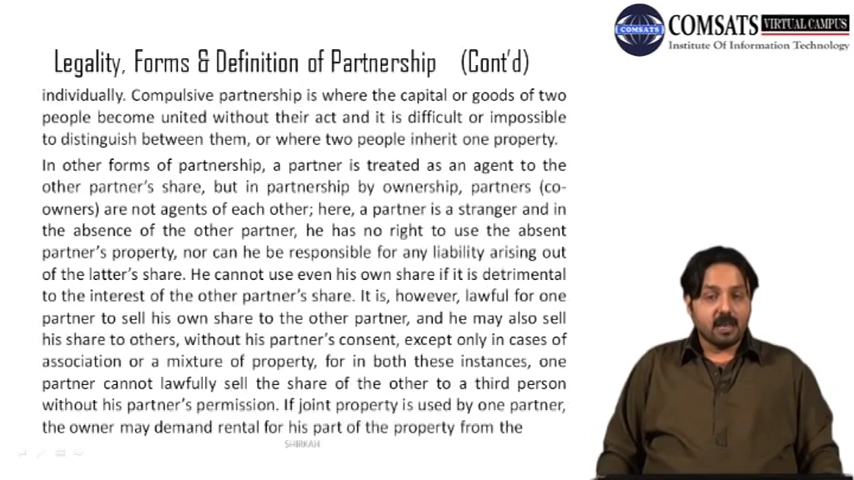 COMSATS VIRTUAL CAMPUS
COMSATS
Institute Of Information Technology
Legality, Forms & Definition of Partnership (Cont'd)
individually. Compulsive partnership is where the capital or goods of two
people become united without their act and it is difficult or impossible
to distinguish between them, or where two people inherit one property.
In other forms of partnership, a partner is treated as an agent to the
other partner's share, but in partnership by ownership, partners (co-
owners) are not agents of each other; here, a partner is a stranger and in
the absence of the other partner, he has no right to use the absent
partner's property, nor can he be responsible for any liability arising out
of the latter's share. He cannot use even his own share if it is detrimental
to the interest of the other partner's share. It is, however, lawful for one
partner to sell his own share to the other partner, and he may also sell
his share to others, without his partner's consent, except only in cases of
association or a mixture of property, for in both these instances, one
partner cannot lawfully sell the share of the other to a third person
without his partner's permission. If joint property is used by one partner,
the owner may demand rental for his part of the property from the
SHIRKAH